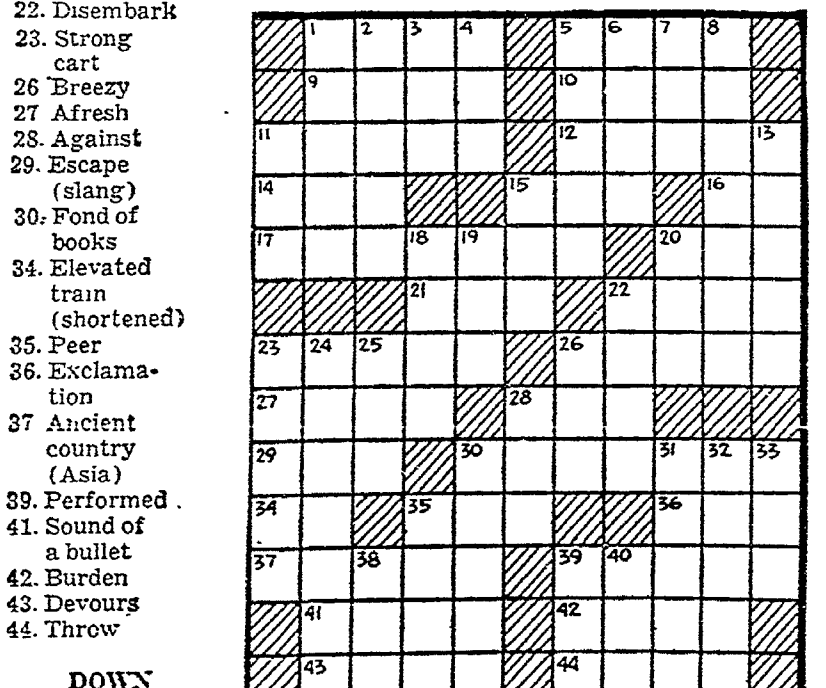 22. Disembark
23. Strong
cart
26 Breezy
27 Afresh
28. Against
29. Escape
(slang)
30. Fond of
books
34. Elevated
train
(shortened)
35. Peer
36. Exclama-
tion
37 Ancient
country
(Asia)
39. Performed
41. Sound of
a bullet
42. Burden
43. Devours
44. Throw
DOWN
1 2 3 4 5 6 7 8
9 10
11 12 13
14 15 16
17 18 19 20
21 22
23 24 25 26
27 28
29 30 31 32 33
34 35 36
37 38 39 40
41 42
43 44